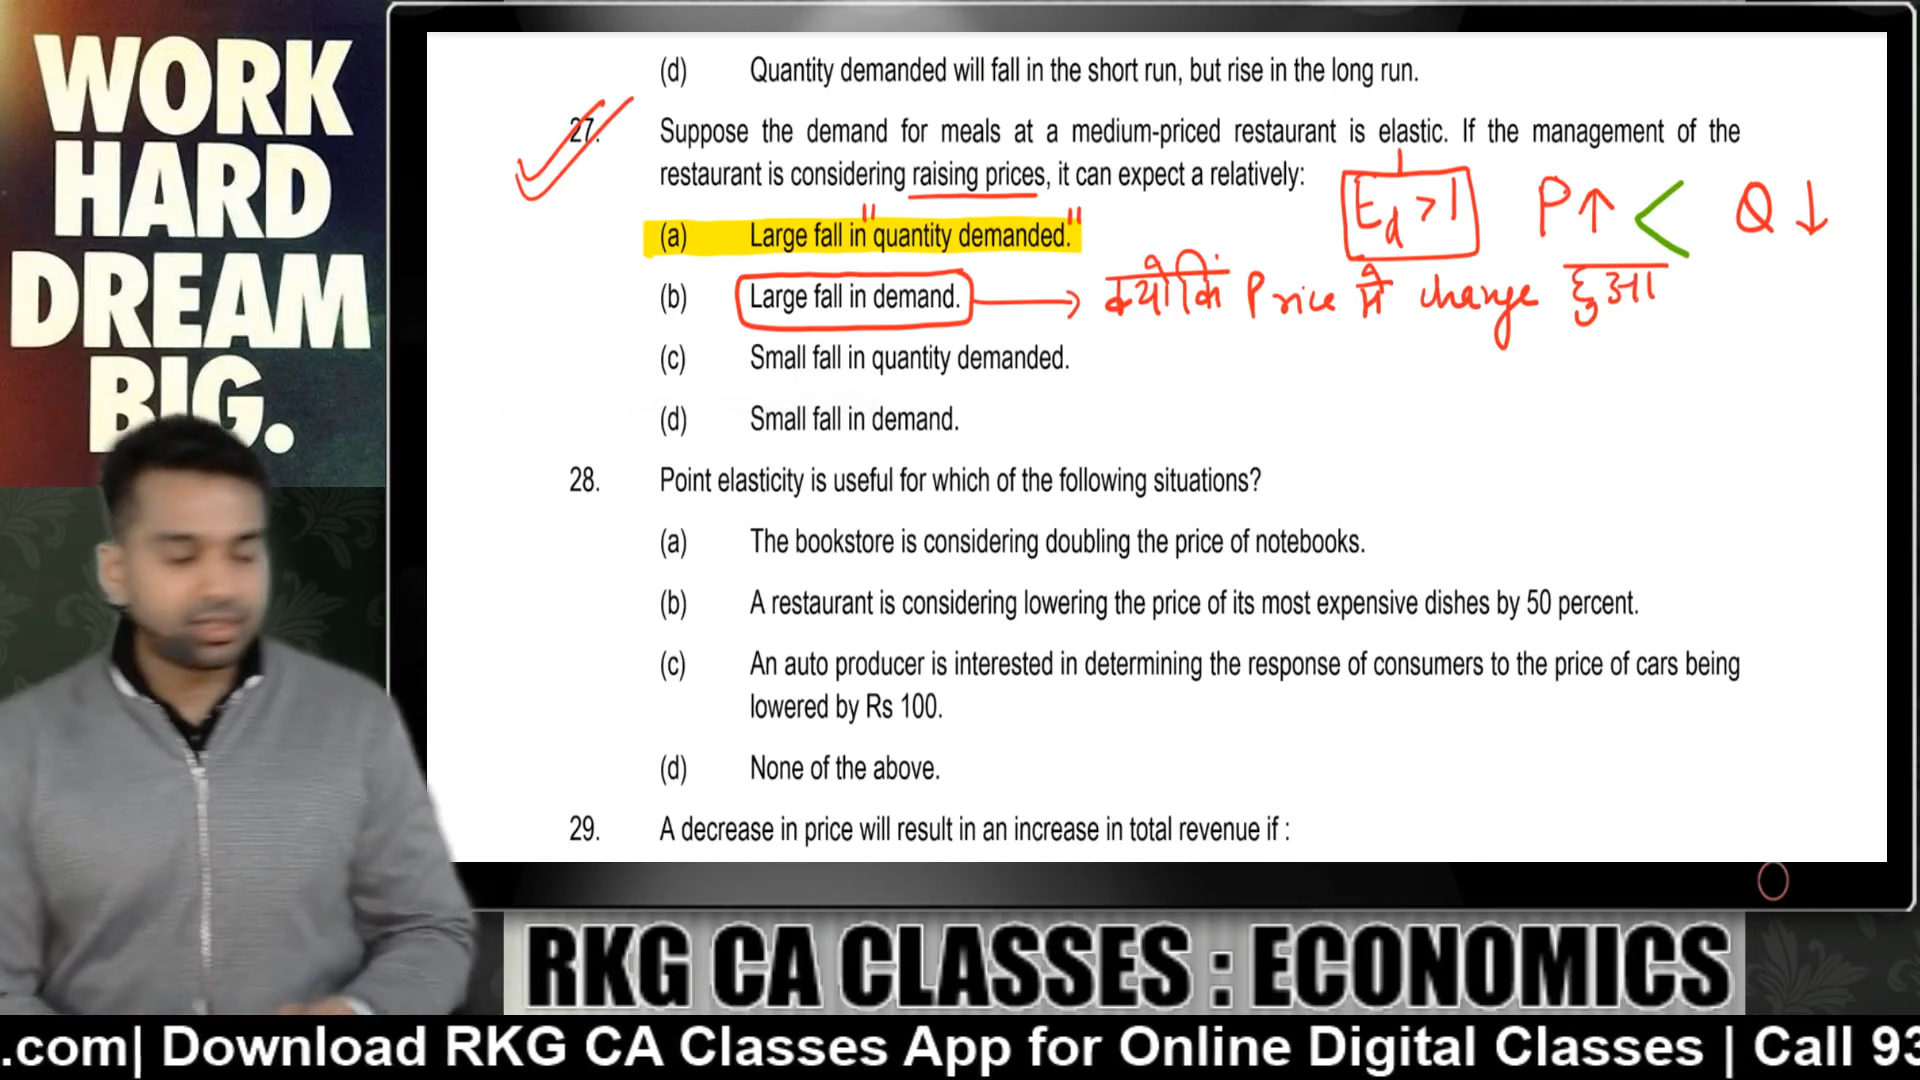 WORK
HARD
DREAM
BIG.
(d) Quantity demanded will fall in the short run, but rise in the long run.
27. Suppose the demand for meals at a medium-priced restaurant is elastic. If the management of the
restaurant is considering raising prices, it can expect a relatively:
Ed > 1 P↑ < Q↓
(a) Large fall in "quantity demanded."
(b) Large fall in demand. → क्योंकि Price में change हुआ
(c) Small fall in quantity demanded.
(d) Small fall in demand.
28. Point elasticity is useful for which of the following situations?
(a) The bookstore is considering doubling the price of notebooks.
(b) A restaurant is considering lowering the price of its most expensive dishes by 50 percent.
(c) An auto producer is interested in determining the response of consumers to the price of cars being
lowered by Rs 100.
(d) None of the above.
29. A decrease in price will result in an increase in total revenue if :
RKG CA CLASSES : ECONOMICS
.com| Download RKG CA Classes App for Online Digital Classes | Call 93